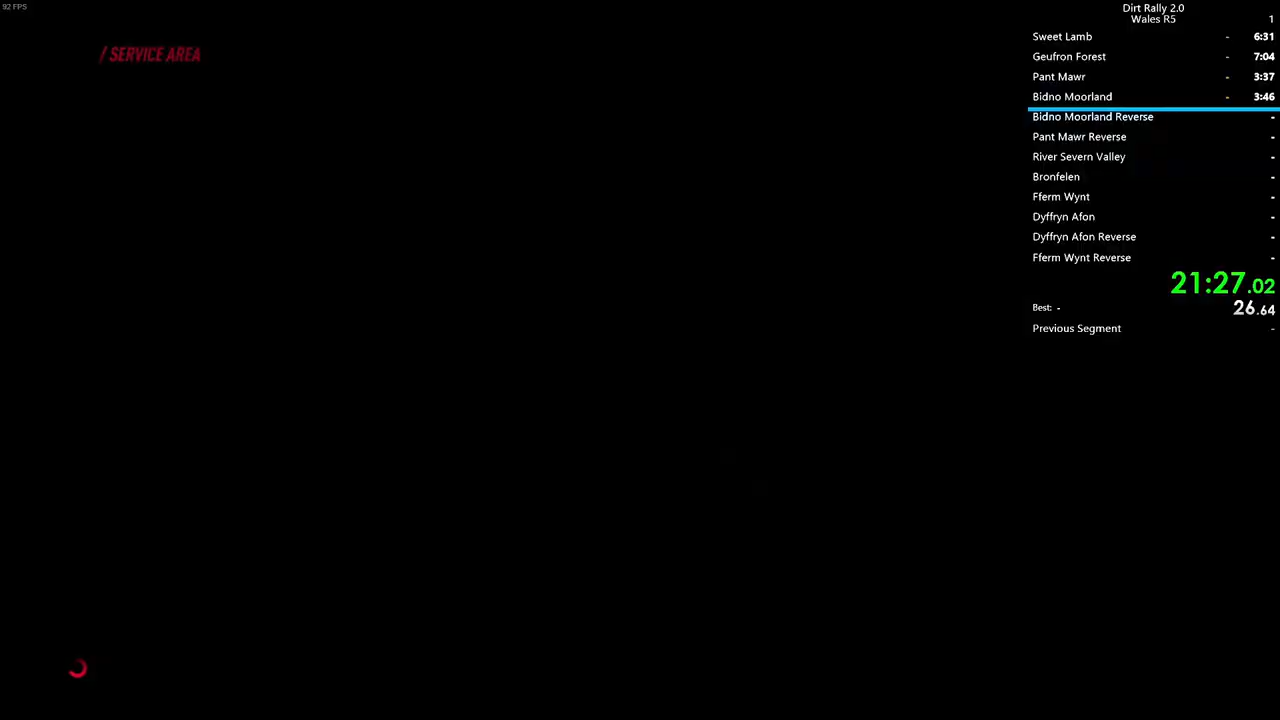 92 FPS
Dirt Rally 2.0
Wales R5 1
/ SERVICE AREA
Sweet Lamb - 6:31
Geufron Forest - 7:04
Pant Mawr - 3:37
Bidno Moorland - 3:46
Bidno Moorland Reverse -
Pant Mawr Reverse -
River Severn Valley -
Bronfelen -
Fferm Wynt -
Dyffryn Afon -
Dyffryn Afon Reverse -
Fferm Wynt Reverse -
21:27.02
Best: - 26.64
Previous Segment -